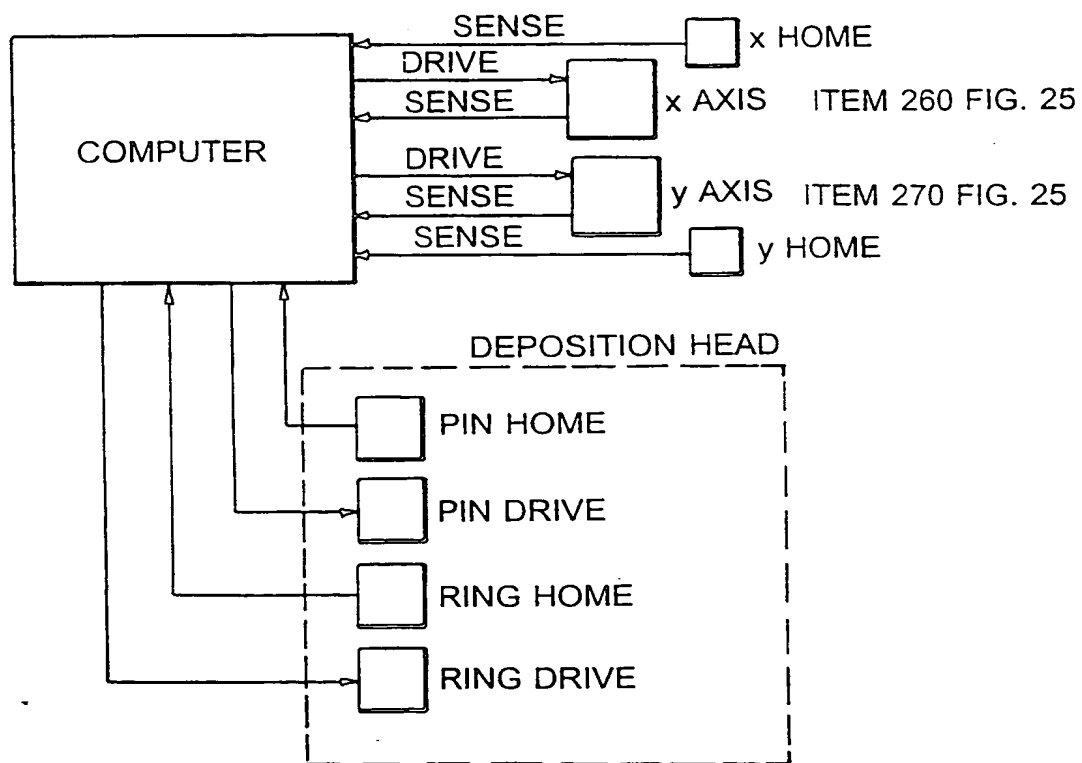 SENSE
x HOME
DRIVE
SENSE
x AXIS ITEM 260 FIG. 25
COMPUTER
DRIVE
SENSE
y AXIS ITEM 270 FIG. 25
SENSE
y HOME
DEPOSITION HEAD
PIN HOME
PIN DRIVE
RING HOME
RING DRIVE